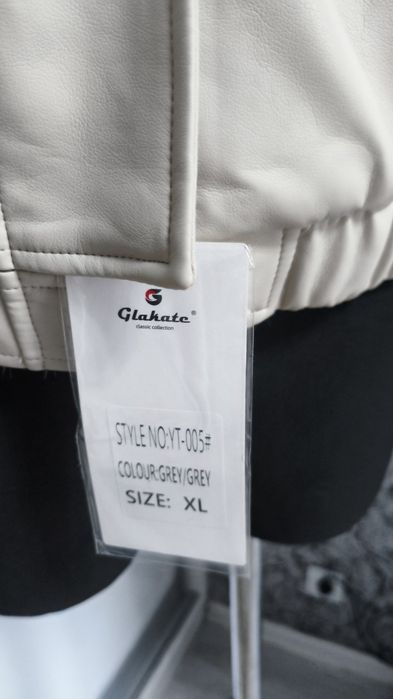 G
Glakate®
classic collection
STYLE NO:YT-005#
COLOUR:GREY/GREY
SIZE: XL